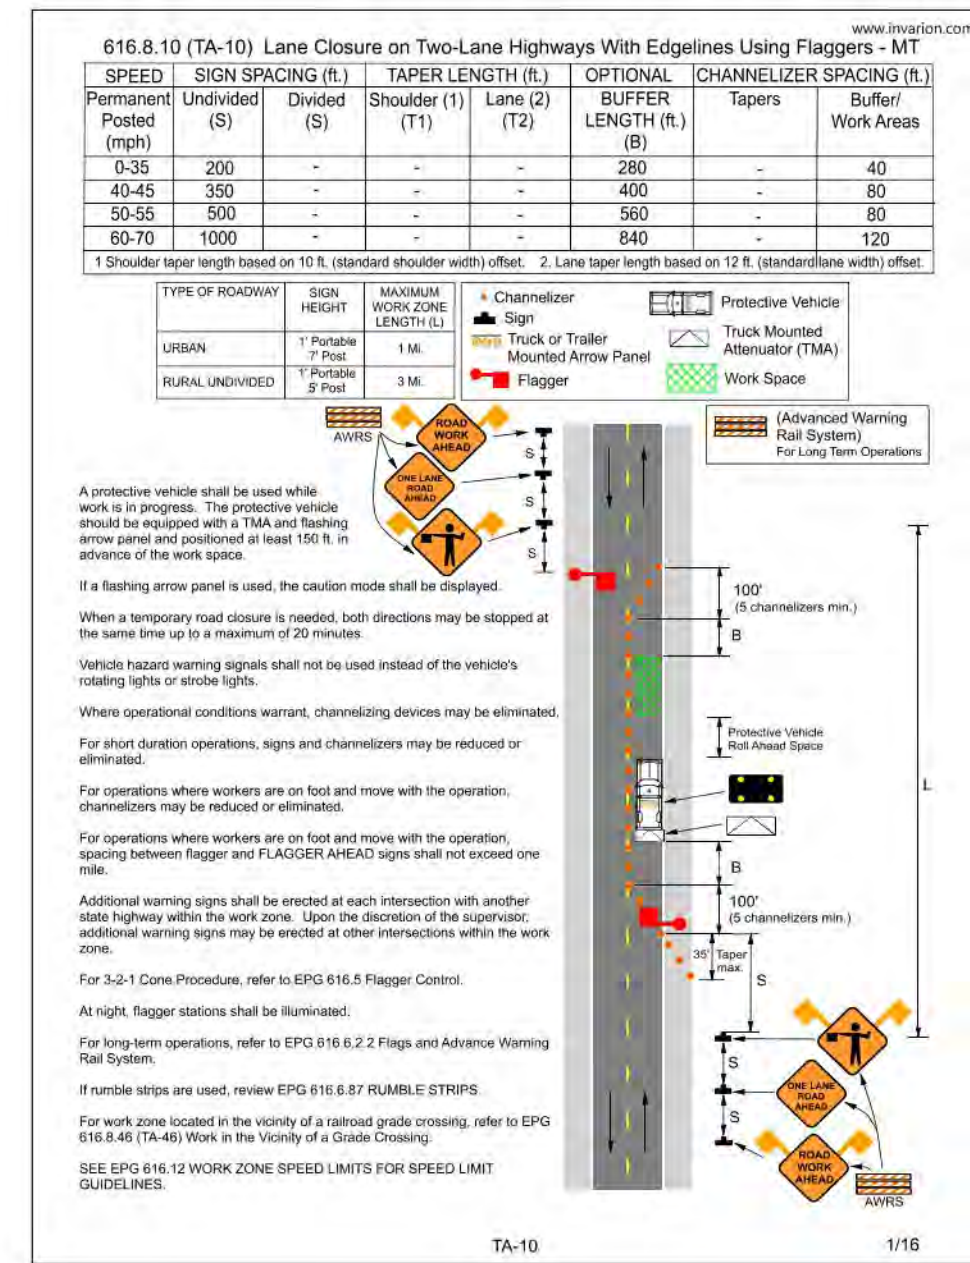 www.invarion.com
616.8.10 (TA-10) Lane Closure on Two-Lane Highways With Edgelines Using Flaggers - MT
SPEED SIGN SPACING (ft.) TAPER LENGTH (ft.) OPTIONAL CHANNELIZER SPACING (ft.)
Permanent Undivided Divided Shoulder (1) Lane (2) BUFFER Tapers Buffer/
Posted (S) (S) (T1) (T2) LENGTH (ft.) Work Areas
(mph) (B)
0-35 200 - - - 280 - 40
40-45 350 - - - 400 - 80
50-55 500 - - - 560 - 80
60-70 1000 - - - 840 - 120
1 Shoulder taper length based on 10 ft. (standard shoulder width) offset. 2. Lane taper length based on 12 ft. (standard lane width) offset.
TYPE OF ROADWAY SIGN HEIGHT MAXIMUM WORK ZONE LENGTH (L)
URBAN 1' Portable 7' Post 1 Mi.
RURAL UNDIVIDED 1' Portable 5' Post 3 Mi.
Channelizer
Sign
Truck or Trailer
Mounted Arrow Panel
Flagger
Protective Vehicle
Truck Mounted
Attenuator (TMA)
Work Space
(Advanced Warning
Rail System)
For Long Term Operations
AWRS
ROAD
WORK
AHEAD
ONE LANE
ROAD
AHEAD
S
S
S
A protective vehicle shall be used while
work is in progress. The protective vehicle
should be equipped with a TMA and flashing
arrow panel and positioned at least 150 ft. in
advance of the work space.
If a flashing arrow panel is used, the caution mode shall be displayed.
When a temporary road closure is needed, both directions may be stopped at
the same time up to a maximum of 20 minutes.
Vehicle hazard warning signals shall not be used instead of the vehicle's
rotating lights or strobe lights.
Where operational conditions warrant, channelizing devices may be eliminated.
For short duration operations, signs and channelizers may be reduced or
eliminated.
For operations where workers are on foot and move with the operation,
channelizers may be reduced or eliminated.
For operations where workers are on foot and move with the operation,
spacing between flagger and FLAGGER AHEAD signs shall not exceed one
mile.
Additional warning signs shall be erected at each intersection with another
state highway within the work zone. Upon the discretion of the supervisor,
additional warning signs may be erected at other intersections within the work
zone.
For 3-2-1 Cone Procedure, refer to EPG 616.5 Flagger Control.
At night, flagger stations shall be illuminated.
For long-term operations, refer to EPG 616.6.2.2 Flags and Advance Warning
Rail System.
If rumble strips are used, review EPG 616.6.87 RUMBLE STRIPS.
For work zone located in the vicinity of a railroad grade crossing, refer to EPG
616.8.46 (TA-46) Work in the Vicinity of a Grade Crossing.
SEE EPG 616.12 WORK ZONE SPEED LIMITS FOR SPEED LIMIT
GUIDELINES.
100'
(5 channelizers min.)
B
Protective Vehicle
Roll Ahead Space
L
B
100'
(5 channelizers min.)
35' Taper
max.
S
S
S
ONE LANE
ROAD
AHEAD
ROAD
WORK
AHEAD
AWRS
TA-10
1/16